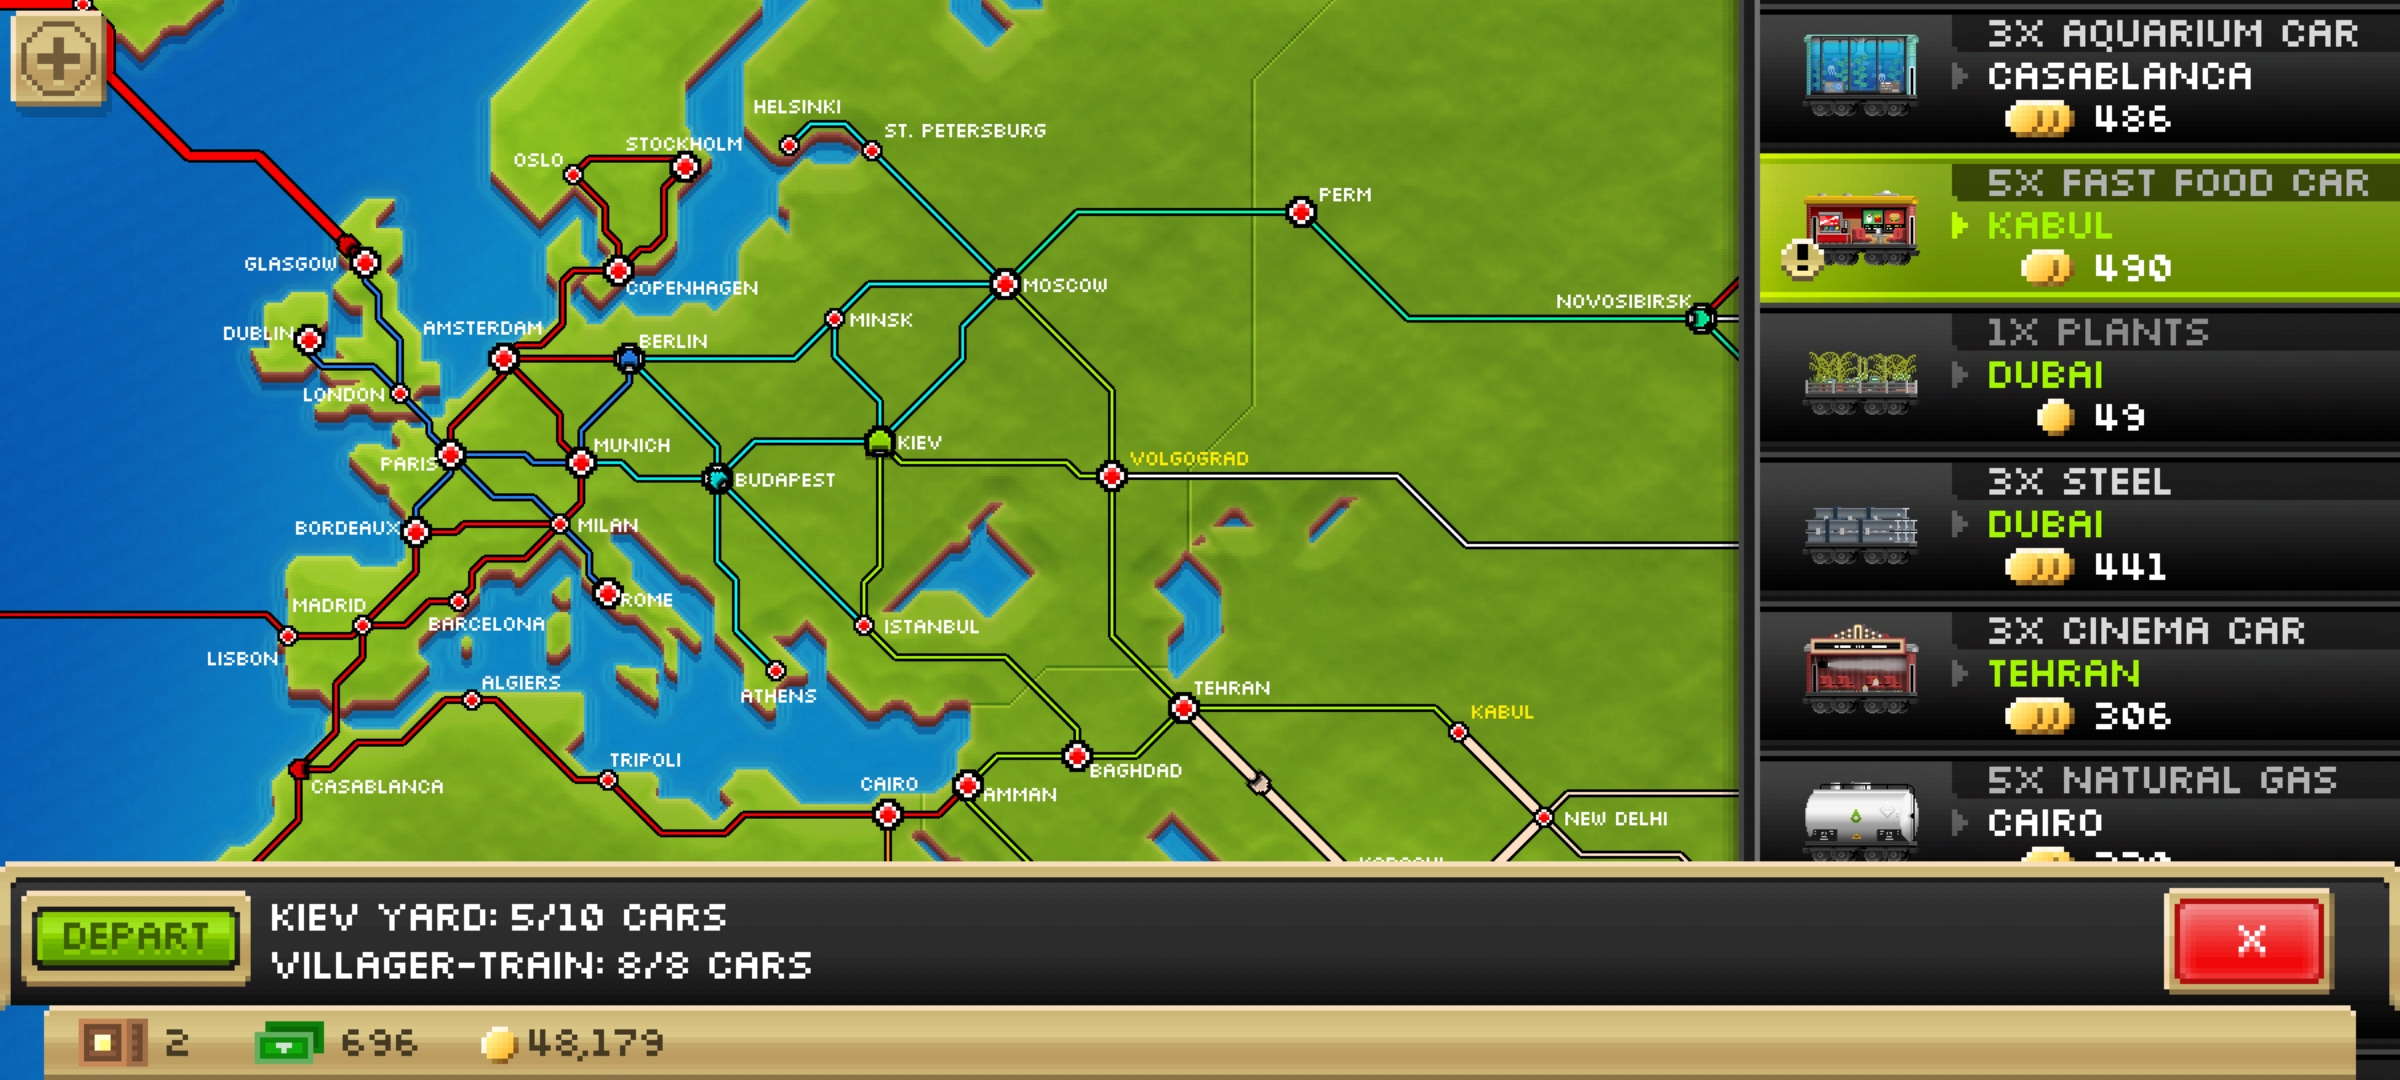 HELSINKI
ST. PETERSBURG
STOCKHOLM
OSLO
PERM
GLASGOW
COPENHAGEN
MOSCOW
NOVOSIBIRSK
DUBLIN
AMSTERDAM
BERLIN
MINSK
LONDON
PARIS
MUNICH
KIEV
VOLGOGRAD
BUDAPEST
BORDEAUX
MILAN
MADRID
BARCELONA
ROME
ISTANBUL
LISBON
ALGIERS
ATHENS
TEHRAN
KABUL
CASABLANCA
TRIPOLI
CAIRO
AMMAN
BAGHDAD
NEW DELHI
3X AQUARIUM CAR
CASABLANCA
486
5X FAST FOOD CAR
KABUL
490
1X PLANTS
DUBAI
49
3X STEEL
DUBAI
441
3X CINEMA CAR
TEHRAN
306
5X NATURAL GAS
CAIRO
DEPART
KIEV YARD: 5/10 CARS
VILLAGER-TRAIN: 8/8 CARS
X
2
696
48,179